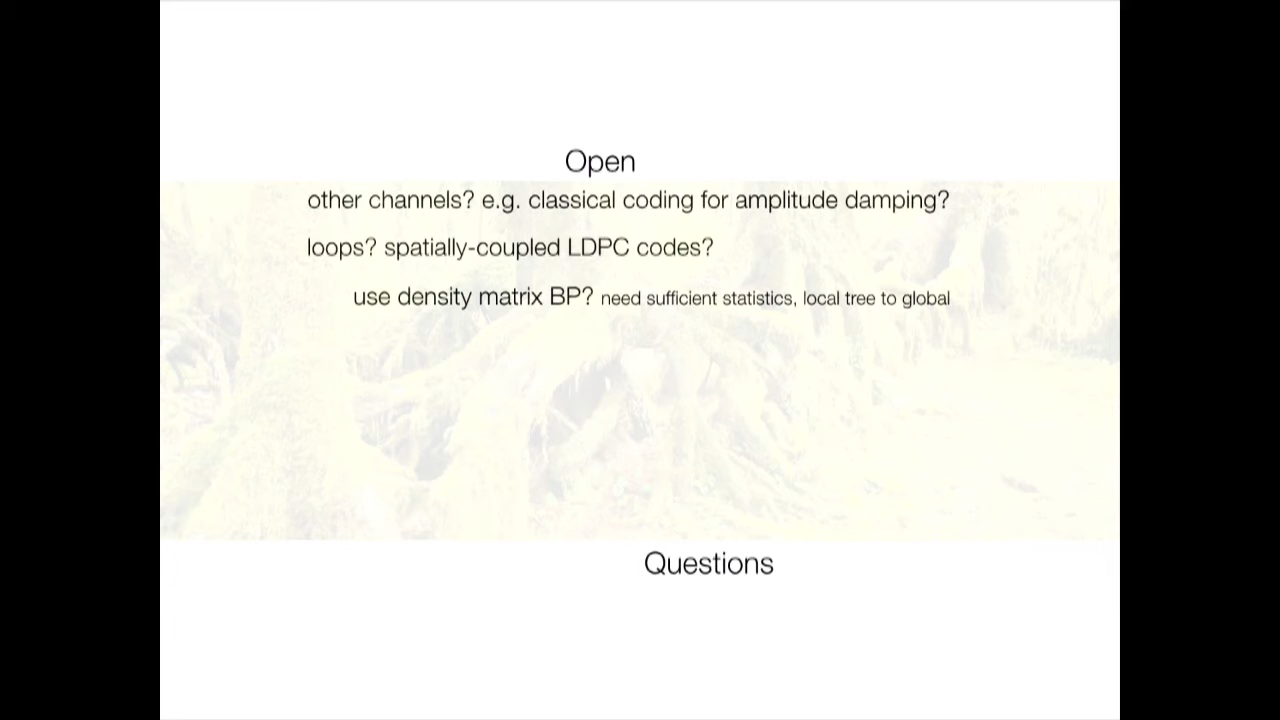 Open
other channels? e.g. classical coding for amplitude damping?
loops? spatially-coupled LDPC codes?
use density matrix BP? need sufficient statistics, local tree to global
Questions